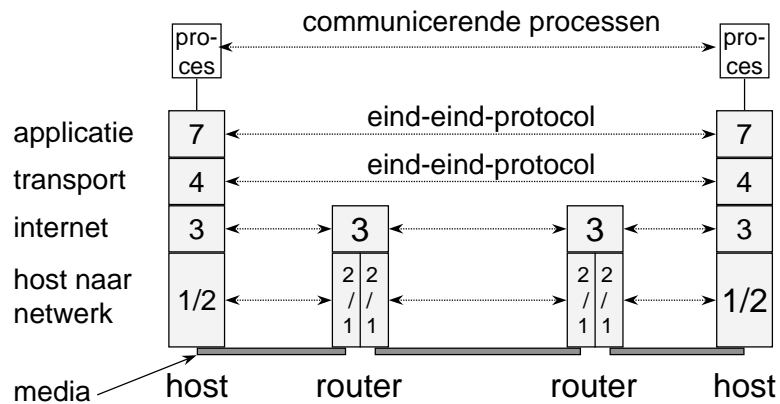 communicerende processen
pro-
ces
pro-
ces
applicatie
7
eind-eind-protocol
7
transport
4
eind-eind-protocol
4
internet
3
3
3
3
host naar
netwerk
1/2
2
/
1
2
/
1
2
/
1
2
/
1
1/2
media
host
router
router
host